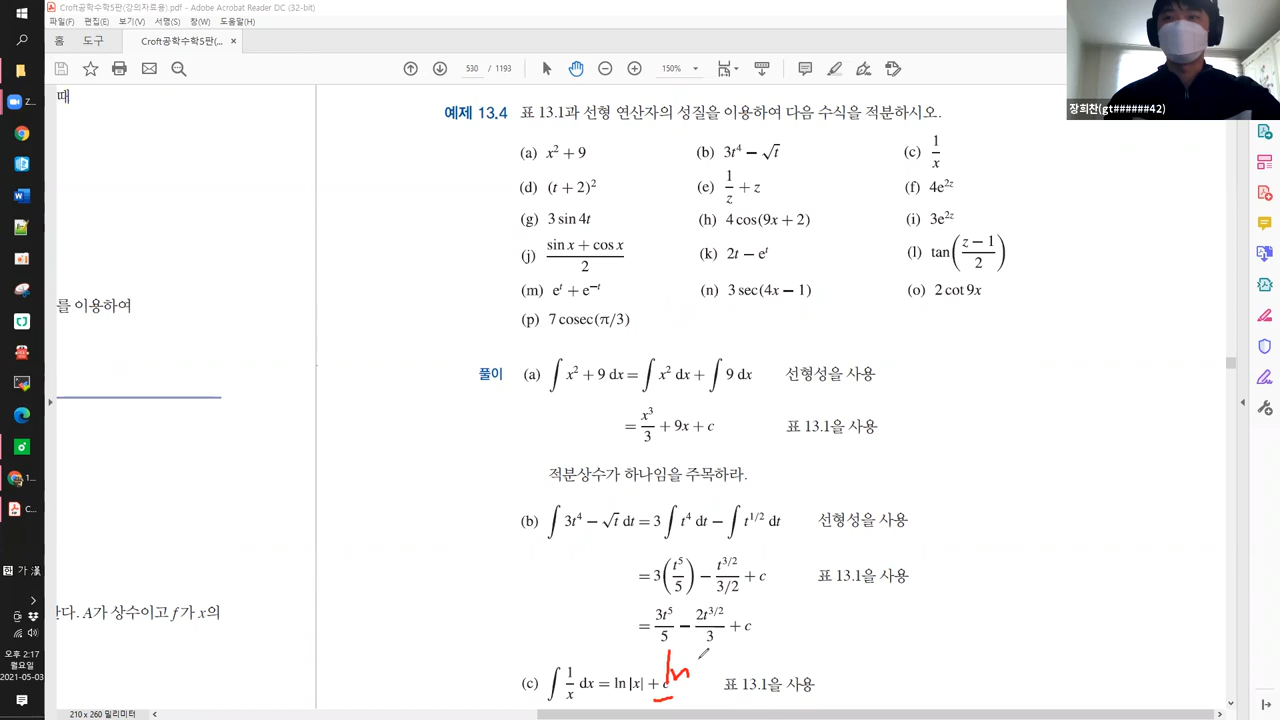 Croft공학수학5판(강의자료용).pdf - Adobe Acrobat Reader DC (32-bit)
파일(F) 편집(E) 보기(V) 서명(S) 창(W) 도움말(H)
홈 도구 Croft공학수학5판(... ×
530 / 1193 150%
장희찬(gt######42)
때
를 이용하여
한다. A가 상수이고 f 가 x의
예제 13.4 표 13.1과 선형 연산자의 성질을 이용하여 다음 수식을 적분하시오.
(a) x² + 9 (b) 3t⁴ − √t (c) 1/x
(d) (t + 2)² (e) 1/z + z (f) 4e^{2z}
(g) 3 sin 4t (h) 4 cos(9x + 2) (i) 3e^{2z}
(j) (sin x + cos x)/2 (k) 2t − e^t (l) tan((z − 1)/2)
(m) e^t + e^{−t} (n) 3 sec(4x − 1) (o) 2 cot 9x
(p) 7 cosec(π/3)
풀이 (a) ∫ x² + 9 dx = ∫ x² dx + ∫ 9 dx 선형성을 사용
= x³/3 + 9x + c 표 13.1을 사용
적분상수가 하나임을 주목하라.
(b) ∫ 3t⁴ − √t dt = 3 ∫ t⁴ dt − ∫ t^{1/2} dt 선형성을 사용
= 3(t⁵/5) − t^{3/2}/(3/2) + c 표 13.1을 사용
= 3t⁵/5 − 2t^{3/2}/3 + c
ln
(c) ∫ 1/x dx = ln |x| + c 표 13.1을 사용
210 x 260 밀리미터
가 漢
오후 2:17
월요일
2021-05-03